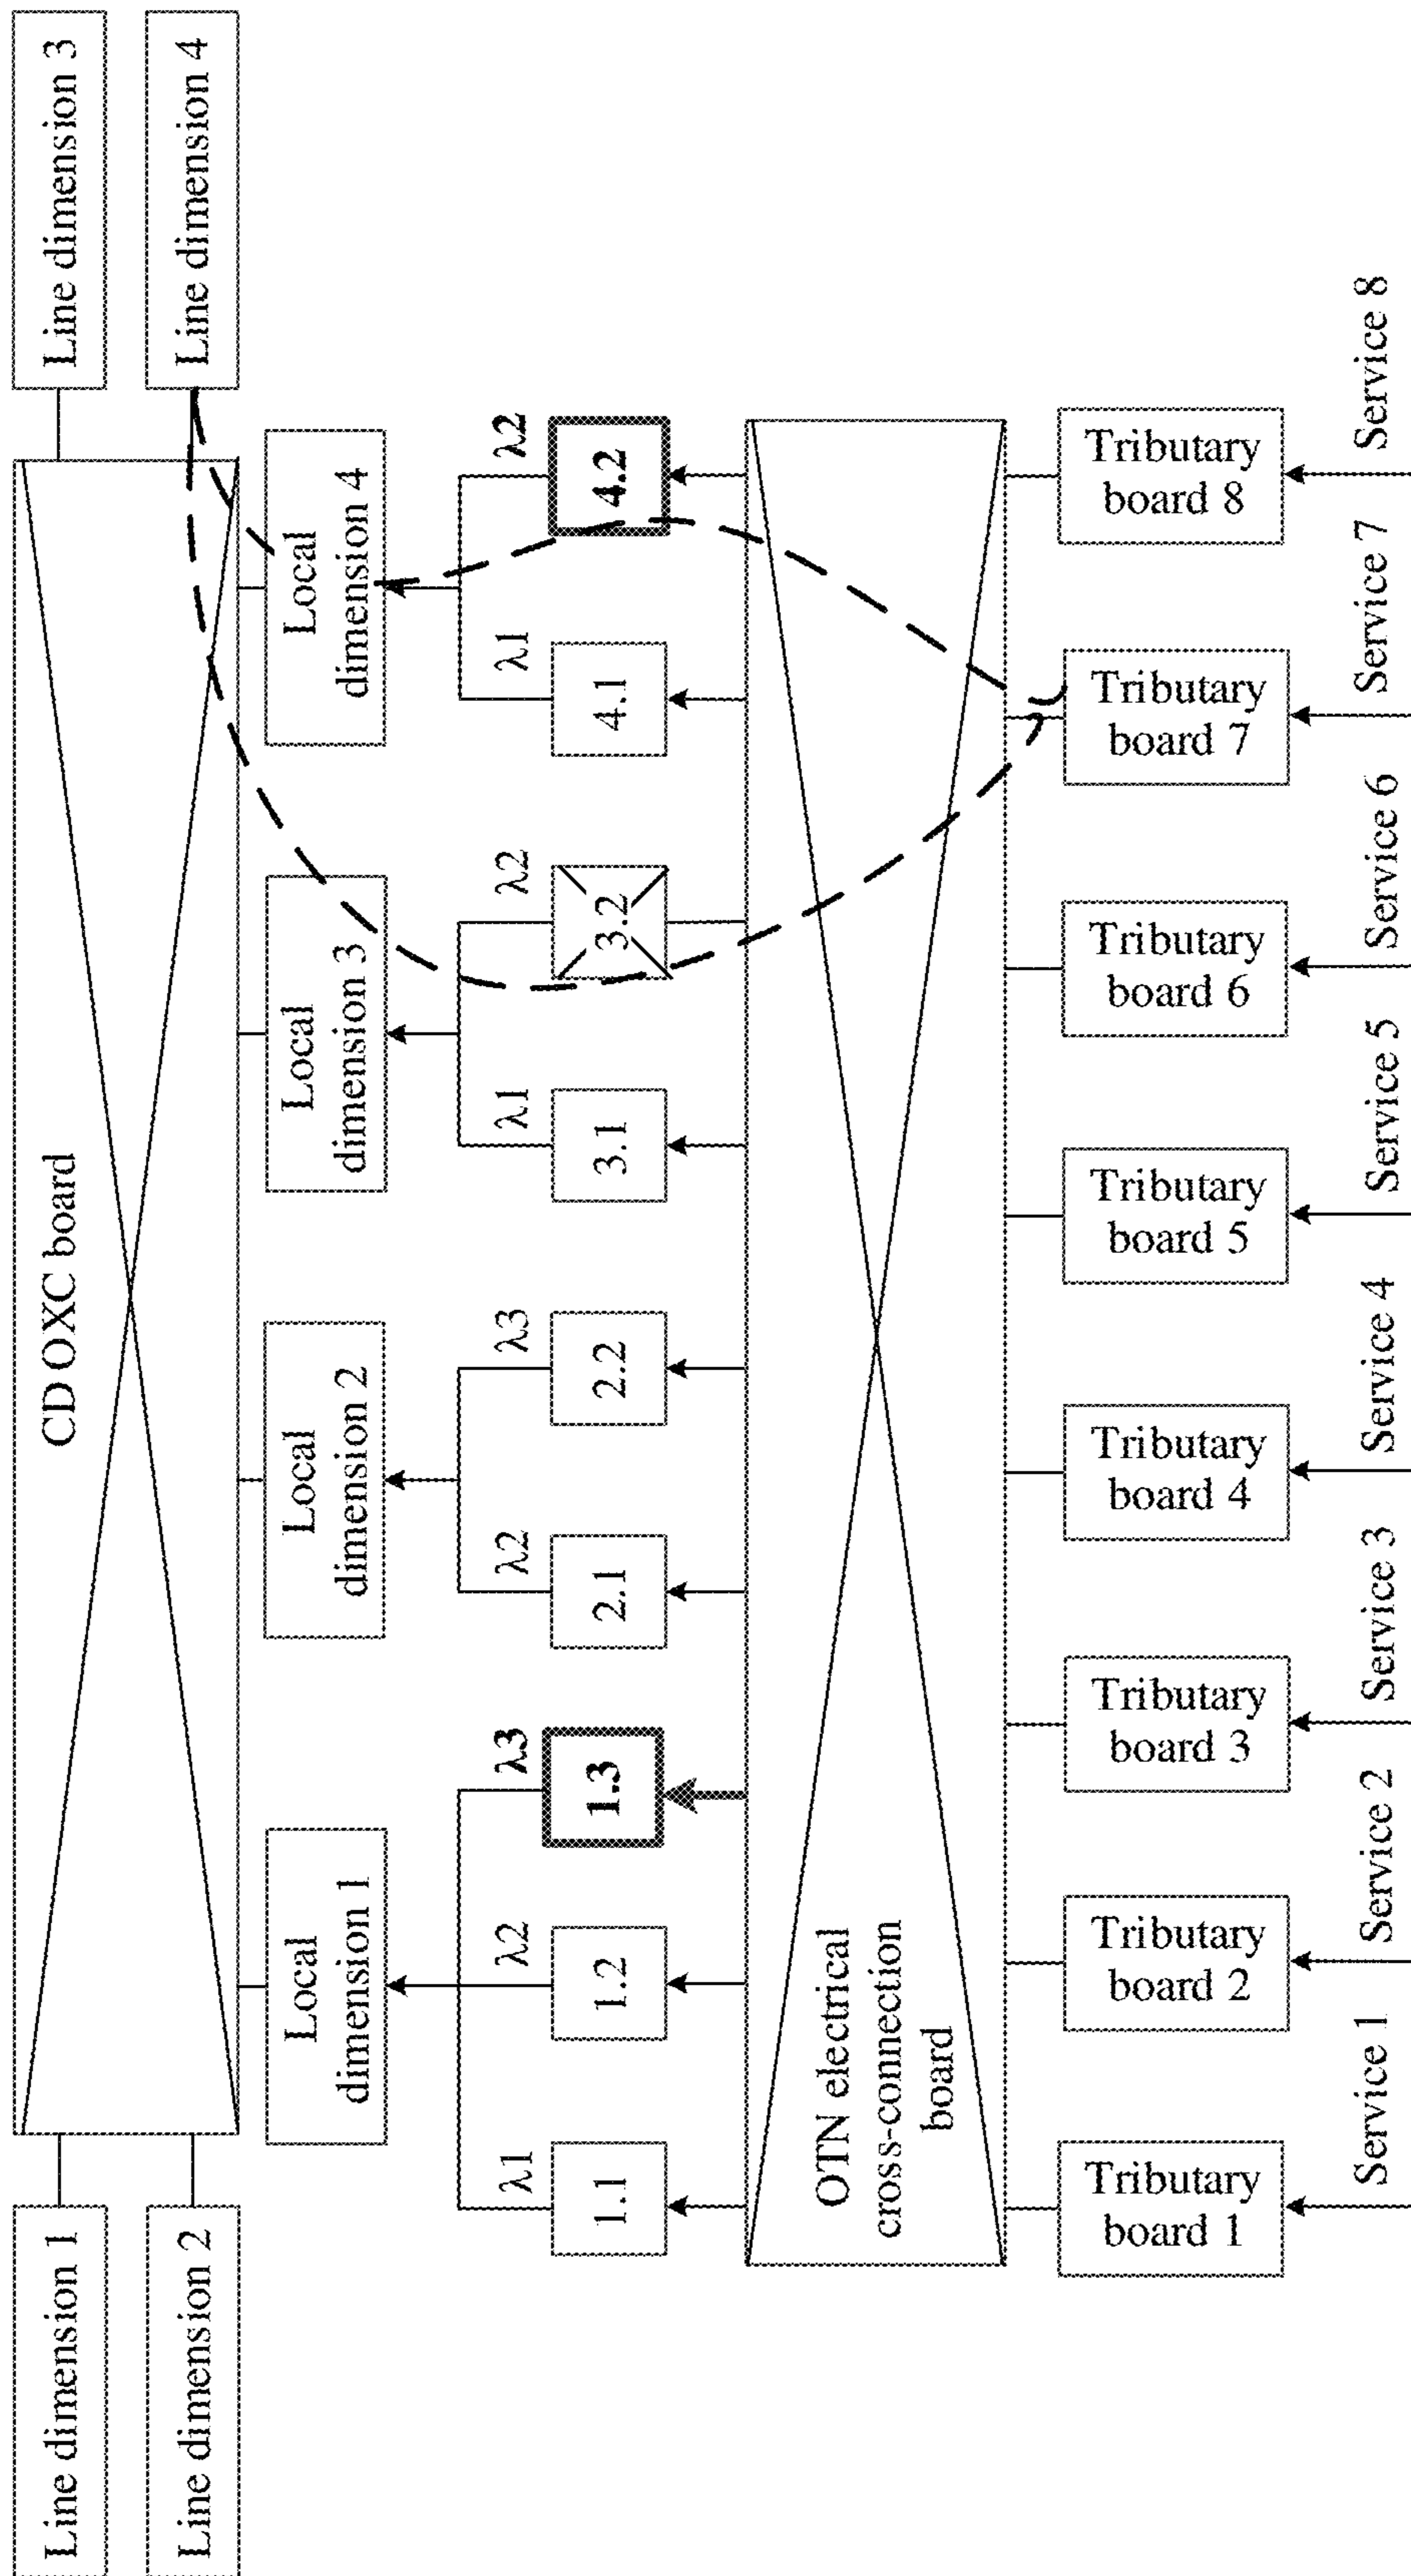 Line dimension 1
Line dimension 2
CD OXC board
Line dimension 3
Line dimension 4
Local
dimension 1
Local
dimension 2
Local
dimension 3
Local
dimension 4
λ1
λ2
λ3
λ2
λ3
λ1
λ2
λ1
λ2
1.1
1.2
1.3
2.1
2.2
3.1
3.2
4.1
4.2
OTN electrical
cross-connection
board
Tributary
board 1
Tributary
board 2
Tributary
board 3
Tributary
board 4
Tributary
board 5
Tributary
board 6
Tributary
board 7
Tributary
board 8
Service 1
Service 2
Service 3
Service 4
Service 5
Service 6
Service 7
Service 8